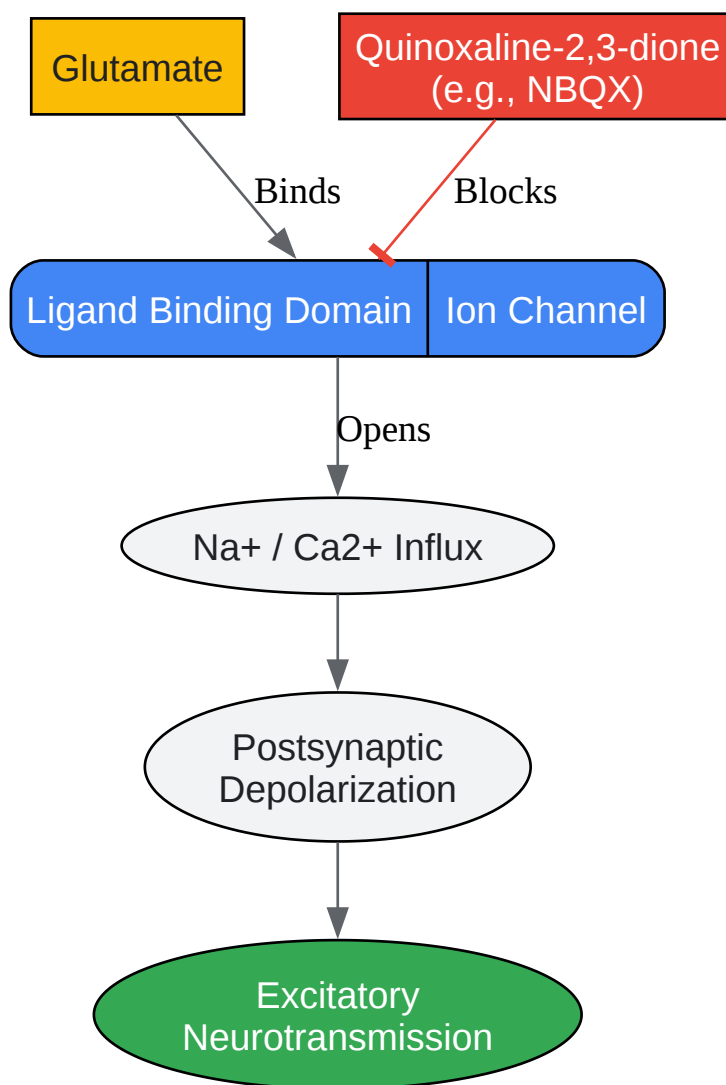 Glutamate
Quinoxaline-2,3-dione
(e.g., NBQX)
Binds
Blocks
Ligand Binding Domain
Ion Channel
Opens
Na+ / Ca2+ Influx
Postsynaptic
Depolarization
Excitatory
Neurotransmission